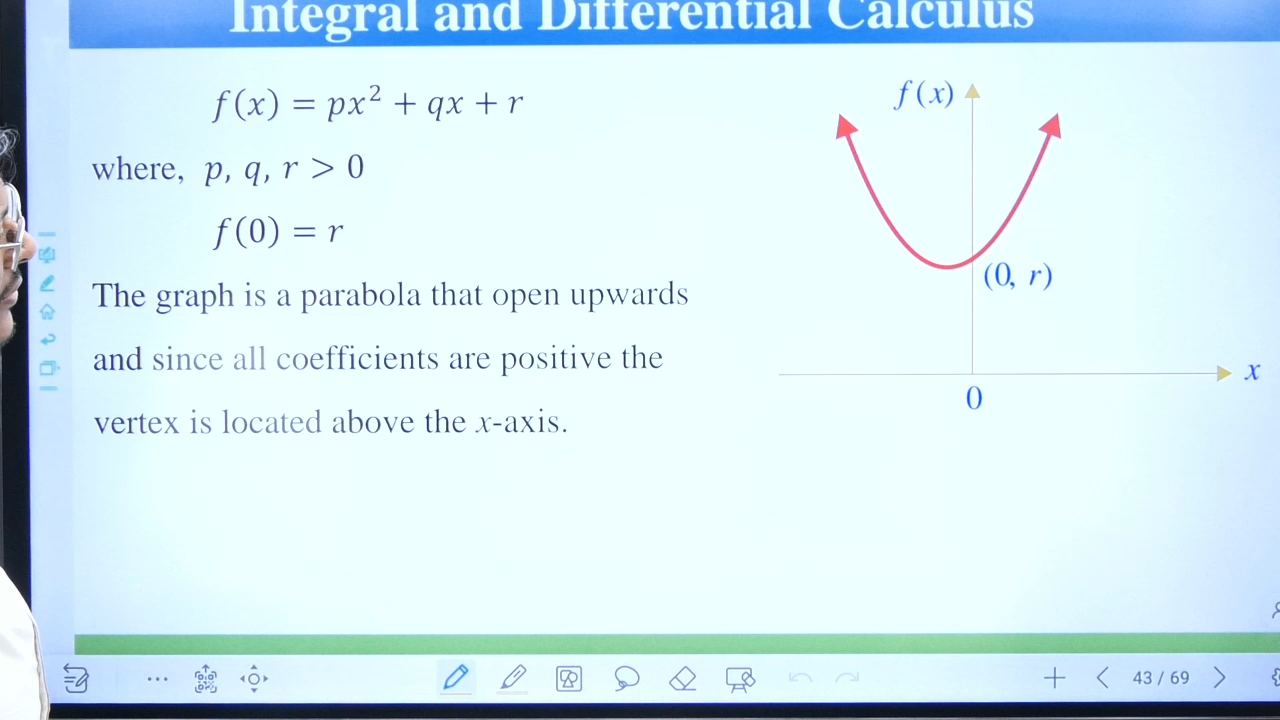 Integral and Differential Calculus
f(x) = px² + qx + r
where, p, q, r > 0
f(0) = r
The graph is a parabola that open upwards
and since all coefficients are positive the
vertex is located above the x-axis.
f(x)
(0, r)
x
0
43 / 69